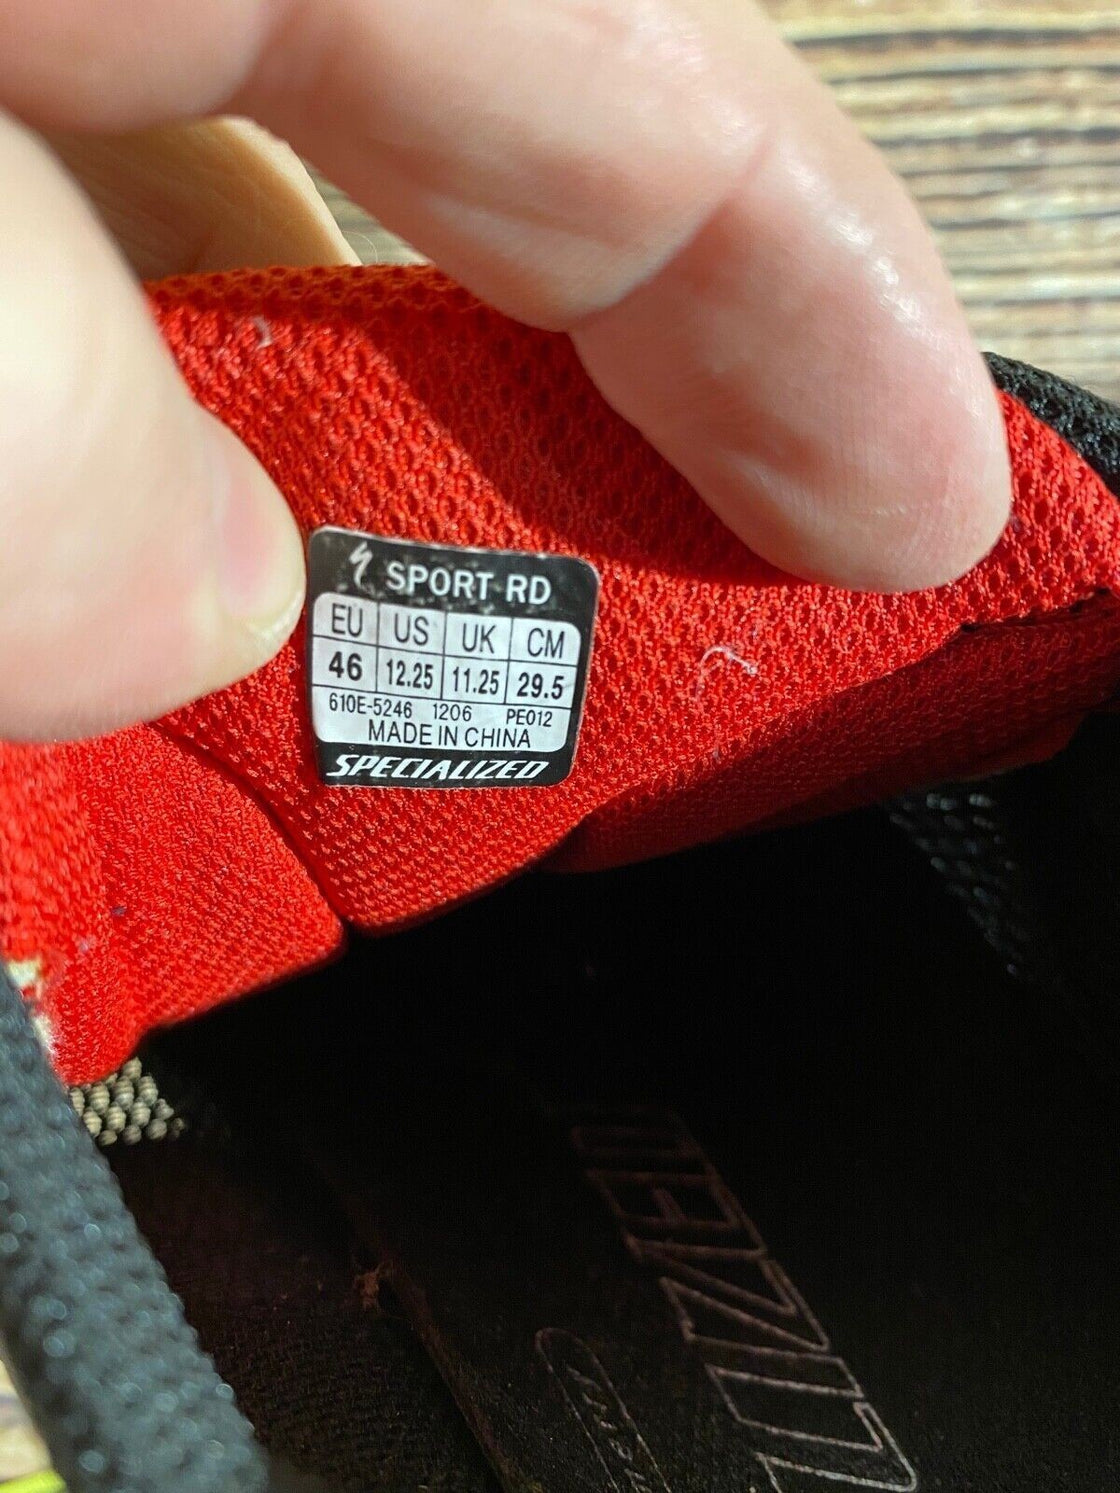 SPORT RD
EU US UK CM
46 12.25 11.25 29.5
610E-5246 1206 PE012
MADE IN CHINA
SPECIALIZED
LIZED